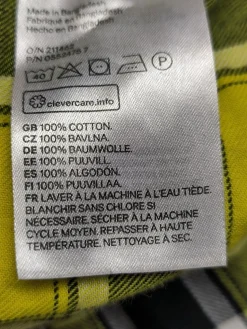 Made in Bangladesh
Fabriqué en Bangladesh
Hecho en Bangladesh
O/N
P/N
40
P
clevercare.info
GB 100% COTTON.
CZ 100% BAVLNA.
DE 100% BAUMWOLLE.
EE 100% PUUVILL.
ES 100% ALGODÓN.
FI 100% PUUVILLAA.
FR LAVER À LA MACHINE À L'EAU TIÈDE.
BLANCHIR SANS CHLORE SI
NÉCESSAIRE. SÉCHER À LA MACHINE
CYCLE MOYEN. REPASSER À HAUTE
TEMPÉRATURE. NETTOYAGE À SEC.